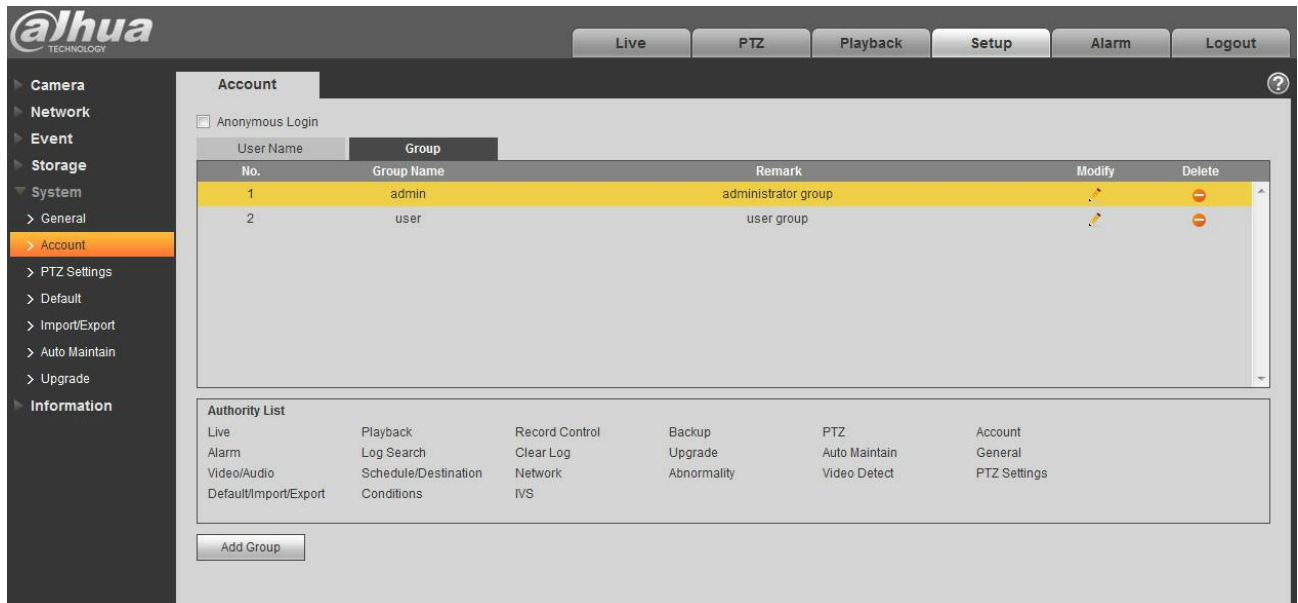 alhua
TECHNOLOGY
Live PTZ Playback Setup Alarm Logout
Camera
Network
Event
Storage
System
General
Account
PTZ Settings
Default
Import/Export
Auto Maintain
Upgrade
Information
Account
?
Anonymous Login
User Name Group
No. Group Name Remark Modify Delete
1 admin administrator group
2 user user group
Authority List
Live Playback Record Control Backup PTZ Account
Alarm Log Search Clear Log Upgrade Auto Maintain General
Video/Audio Schedule/Destination Network Abnormality Video Detect PTZ Settings
Default/Import/Export Conditions IVS
Add Group